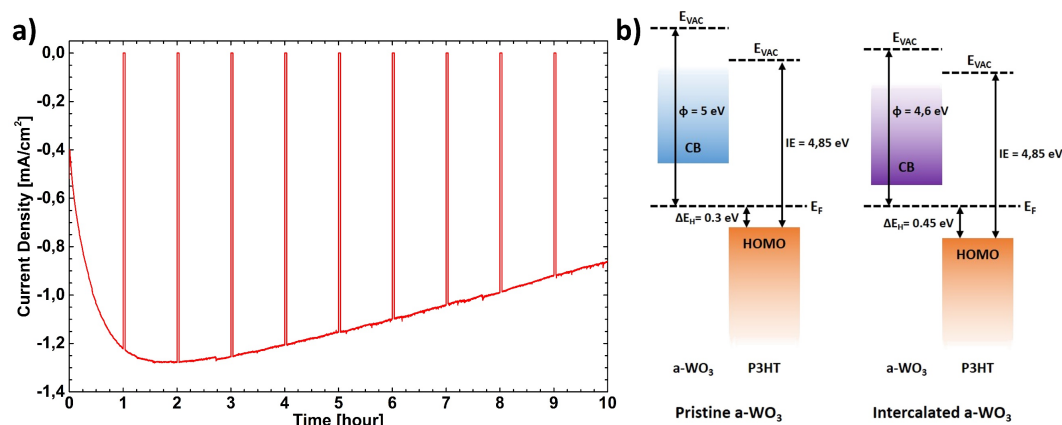 a)
0,0
-0,2
-0,4
-0,6
-0,8
-1,0
-1,2
-1,4
Current Density [mA/cm²]
0 1 2 3 4 5 6 7 8 9 10
Time [hour]
b)
E_VAC
E_VAC
ϕ = 5 eV
CB
IE = 4,85 eV
E_F
ΔE_H= 0.3 eV
HOMO
a-WO₃ P3HT
Pristine a-WO₃
E_VAC
E_VAC
ϕ = 4,6 eV
CB
IE = 4,85 eV
E_F
ΔE_H= 0.45 eV
HOMO
a-WO₃ P3HT
Intercalated a-WO₃